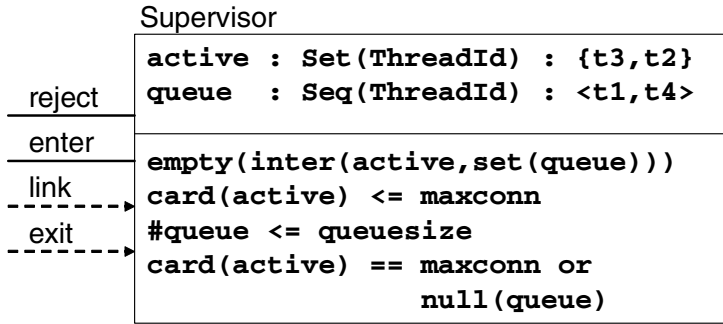 Supervisor
active : Set(ThreadId) : {t3,t2}
queue  : Seq(ThreadId) : <t1,t4>
reject
enter
link
exit
empty(inter(active,set(queue)))
card(active) <= maxconn
#queue <= queuesize
card(active) == maxconn or
null(queue)